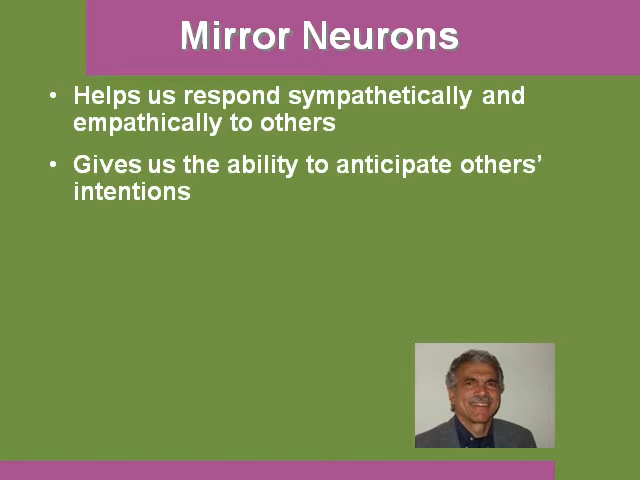 Mirror Neurons
• Helps us respond sympathetically and
empathically to others
• Gives us the ability to anticipate others’
intentions